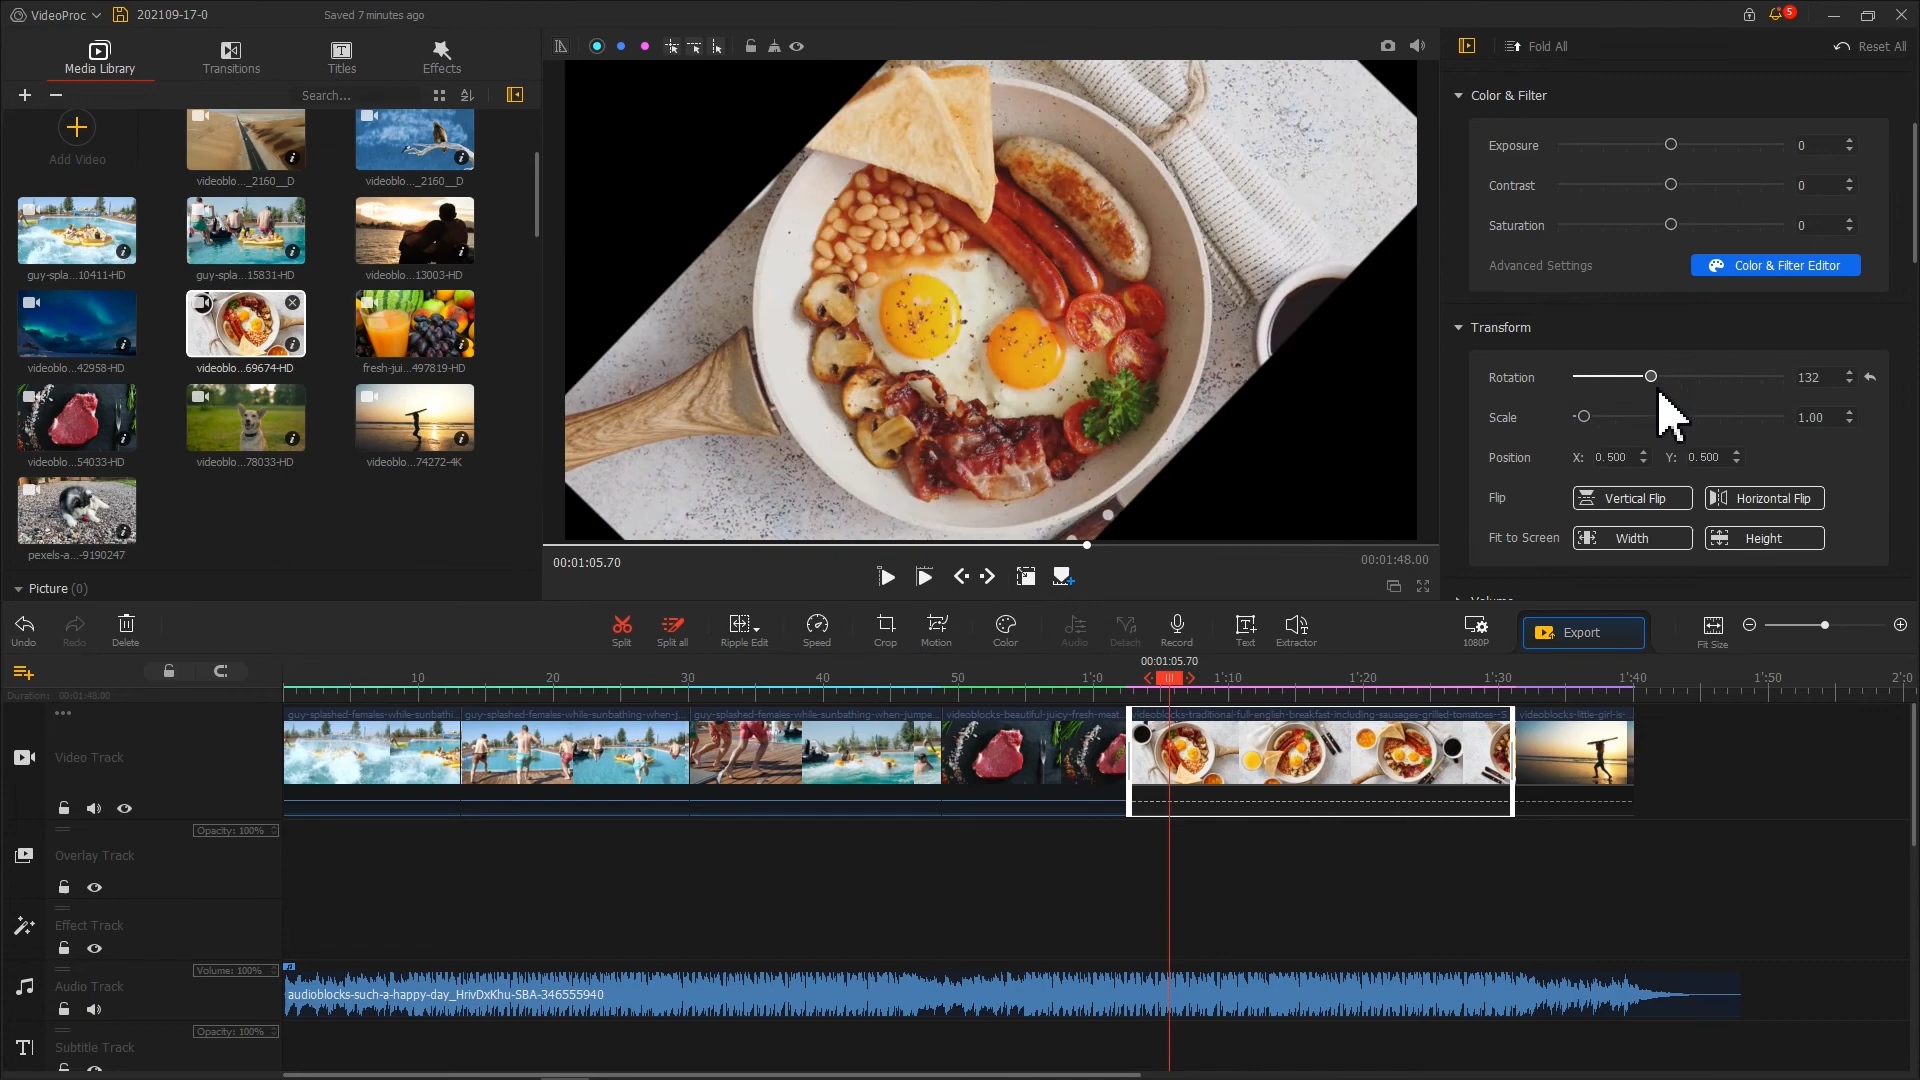 VideoProc
202109-17-0
Saved 7 minutes ago
5
Media Library
Transitions
Titles
Effects
Search...
Fold All
Reset All
Add Video
videoblo..._2160__D
videoblo..._2160__D
guy-spla...10411-HD
guy-spla...15831-HD
videoblo...13003-HD
videoblo...42958-HD
videoblo...69674-HD
fresh-jui...497819-HD
videoblo...54033-HD
videoblo...78033-HD
videoblo...74272-4K
pexels-a...-9190247
Picture (0)
00:01:05.70
00:01:48.00
Color & Filter
Exposure
0
Contrast
0
Saturation
0
Advanced Settings
Color & Filter Editor
Transform
Rotation
132
Scale
1.00
Position
X: 0.500
Y: 0.500
Flip
Vertical Flip
Horizontal Flip
Fit to Screen
Width
Height
Undo
Redo
Delete
Split
Split all
Ripple Edit
Speed
Crop
Motion
Color
Audio
Detach
Record
Text
Extractor
1080P
Export
Fit Size
00:01:05.70
Duration: 00:01:48.00
10
20
30
40
50
1':0
1':10
1':20
1':30
1':40
1':50
2':0
guy-splashed-females-while-sunbathi...
guy-splashed-females-while-sunbathing-when-j...
guy-splashed-females-while-sunbathing-when-jumpe...
videoblocks-beautiful-juicy-fresh-meat...
videoblocks-traditional-full-english-breakfast-including-sausages-grilled-tomatoes--S...
videoblocks-little-girl-is-...
Video Track
Opacity: 100%
Overlay Track
Effect Track
Volume: 100%
Audio Track
audioblocks-such-a-happy-day_HrivDxKhu-SBA-346555940
Opacity: 100%
Subtitle Track